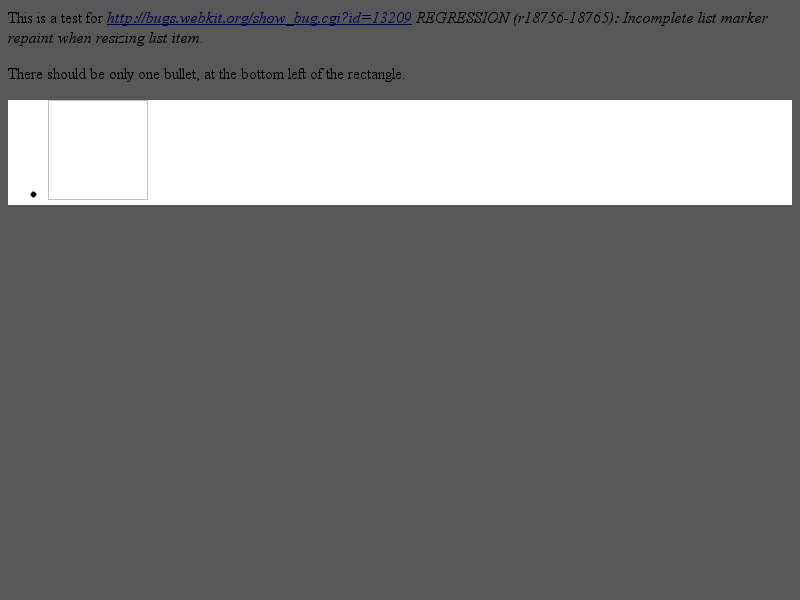 This is a test for http://bugs.webkit.org/show_bug.cgi?id=13209 REGRESSION (r18756-18765): Incomplete list marker
repaint when resizing list item.
There should be only one bullet, at the bottom left of the rectangle.